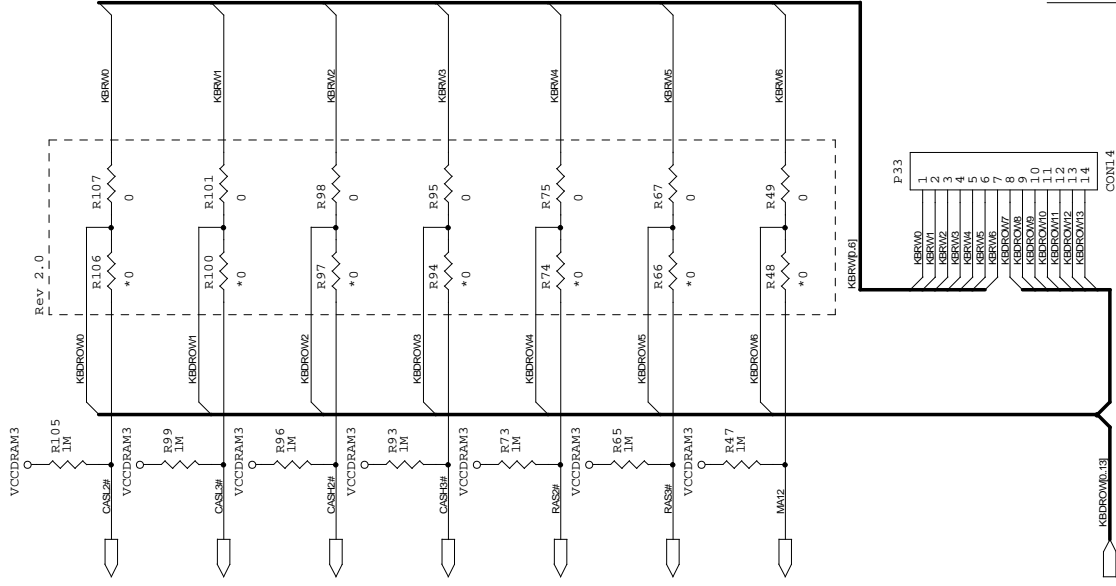 Rev 2.0
VCCDRAM3
R105
1M
CASL2#
KBDROW0
R106
*0
R107
0
KBRW0
VCCDRAM3
R99
1M
CASL3#
KBDROW1
R100
*0
R101
0
KBRW1
VCCDRAM3
R96
1M
CASH2#
KBDROW2
R97
*0
R98
0
KBRW2
VCCDRAM3
R93
1M
CASH3#
KBDROW3
R94
*0
R95
0
KBRW3
VCCDRAM3
R73
1M
RAS2#
KBDROW4
R74
*0
R75
0
KBRW4
VCCDRAM3
R65
1M
RAS3#
KBDROW5
R66
*0
R67
0
KBRW5
VCCDRAM3
R47
1M
MA12
KBDROW6
R48
*0
R49
0
KBRW6
KBRW[0..6]
P33
KBRW0 1
KBRW1 2
KBRW2 3
KBRW3 4
KBRW4 5
KBRW5 6
KBRW6 7
KBDROW7 8
KBDROW8 9
KBDROW9 10
KBDROW10 11
KBDROW11 12
KBDROW12 13
KBDROW13 14
CON14
KBDROW[0..13]